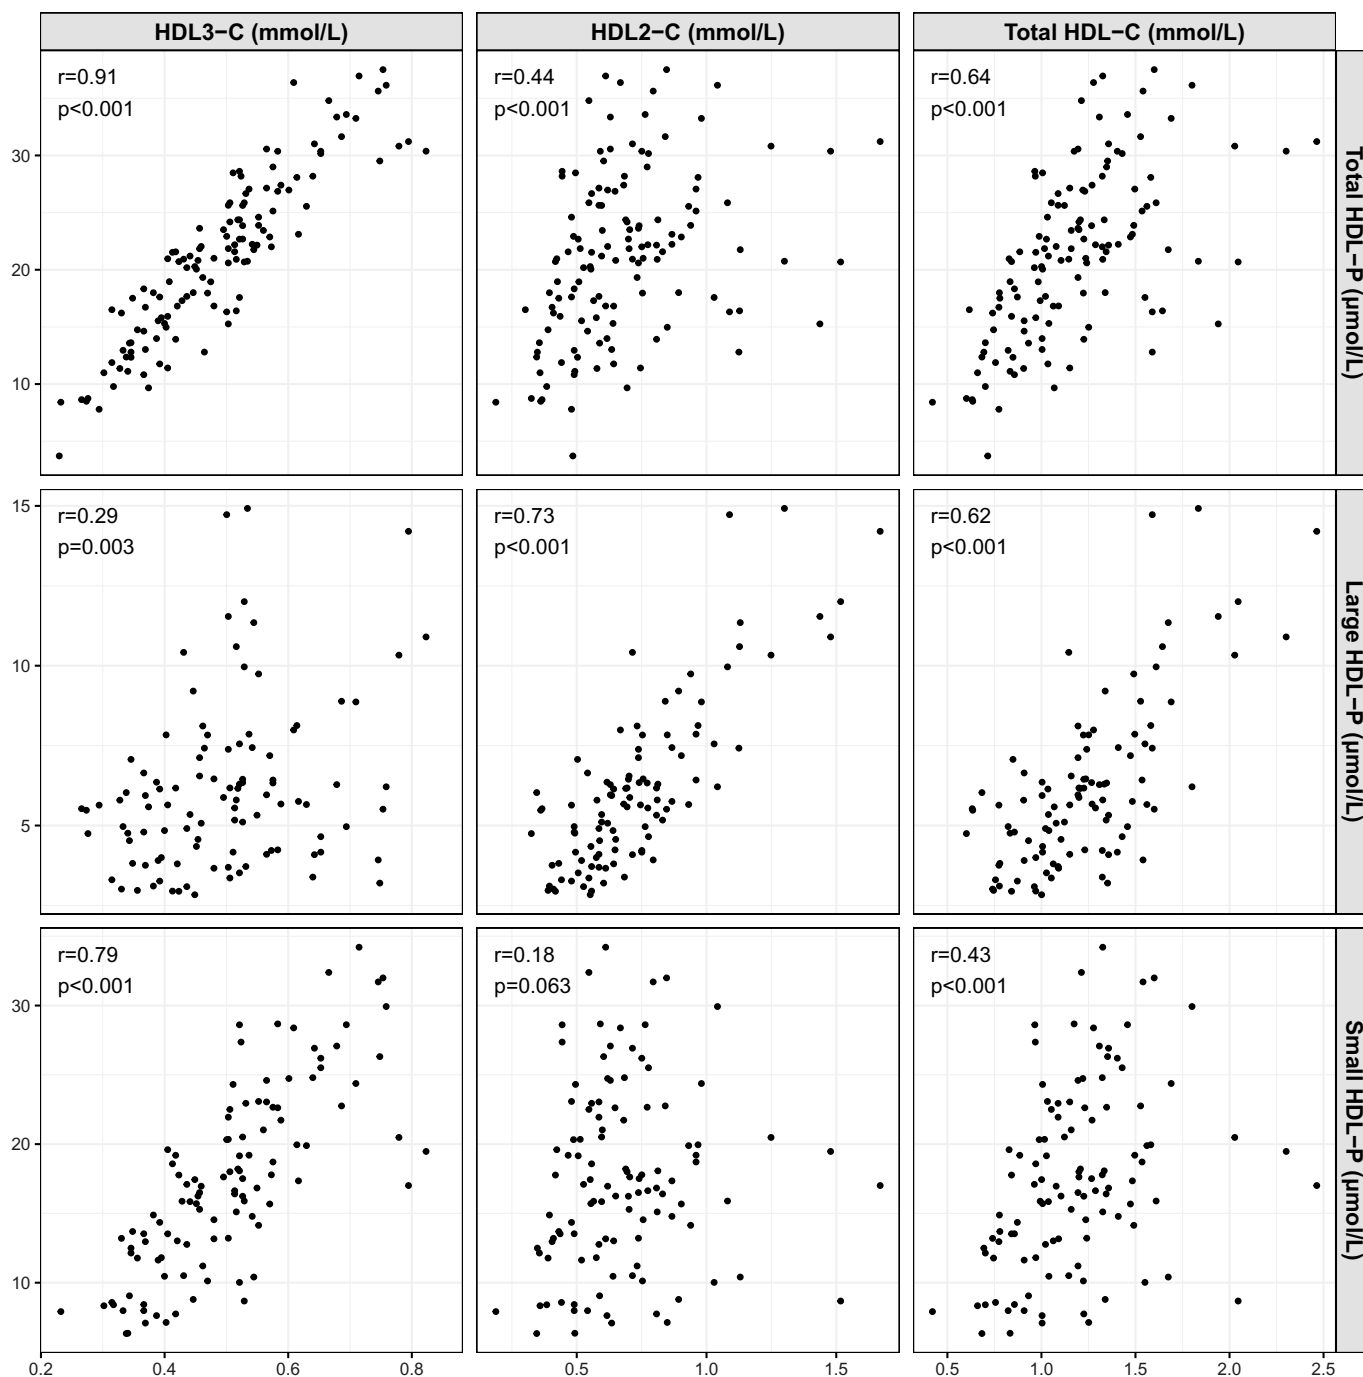 HDL3−C (mmol/L)
HDL2−C (mmol/L)
Total HDL−C (mmol/L)
r=0.91
p<0.001
r=0.44
p<0.001
r=0.64
p<0.001
30
20
10
Total HDL−P (µmol/L)
r=0.29
p=0.003
r=0.73
p<0.001
r=0.62
p<0.001
15
10
5
Large HDL−P (µmol/L)
r=0.79
p<0.001
r=0.18
p=0.063
r=0.43
p<0.001
30
20
10
Small HDL−P (µmol/L)
0.2 0.4 0.6 0.8
0.5 1.0 1.5
0.5 1.0 1.5 2.0 2.5